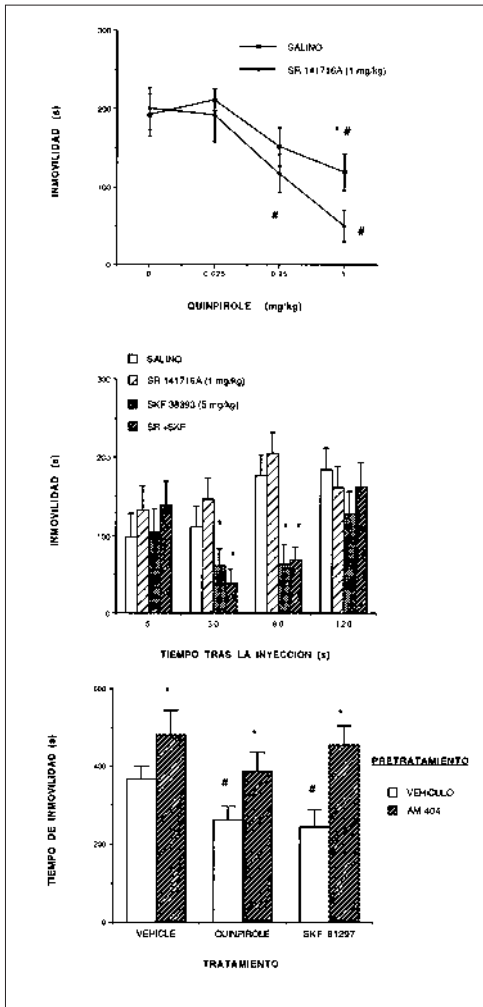 300
SALINO
SR 141716A (1 mg/kg)
200
* #
100
#
#
0
INMOVILIDAD (s)
0 0.025 0.25 1
QUINPIROLE (mg/kg)
SALINO
SR 141716A (1 mg/kg)
SKF 38393 (5 mg/kg)
SR +SKF
300
200
100
0
* *
* *
INMOVILIDAD (s)
5 30 60 120
TIEMPO TRAS LA INYECCION (s)
600
400
200
0
* * *
# #
TIEMPO DE INMOVILIDAD (s)
PRETRATAMIENTO
VEHICULO
AM 404
VEHICLE QUINPIROLE SKF 81297
TRATAMIENTO